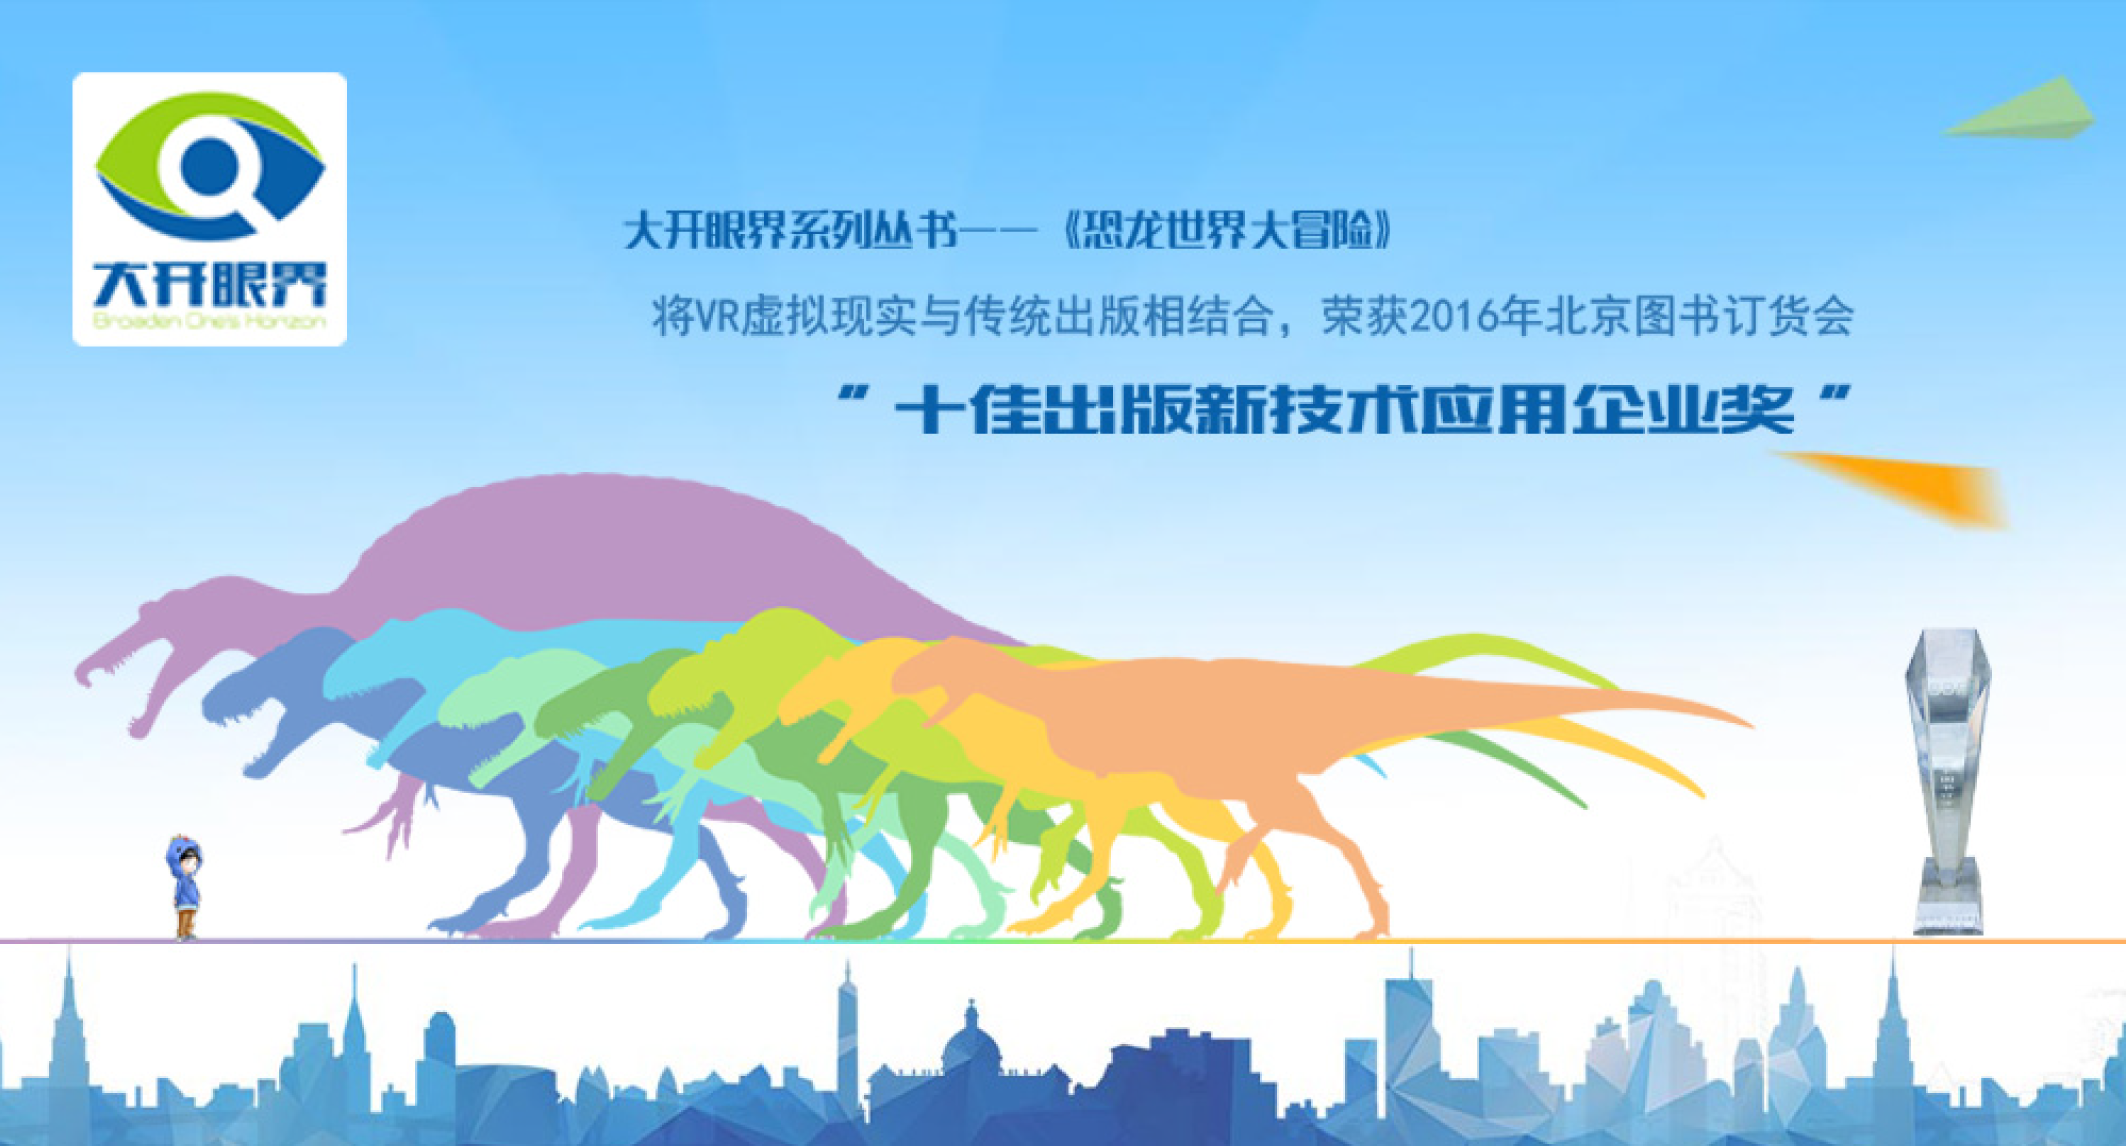 大开眼界
Broaden One's Horizon
大开眼界系列丛书——《恐龙世界大冒险》
将VR虚拟现实与传统出版相结合，荣获2016年北京图书订货会
“十佳出版新技术应用企业奖”